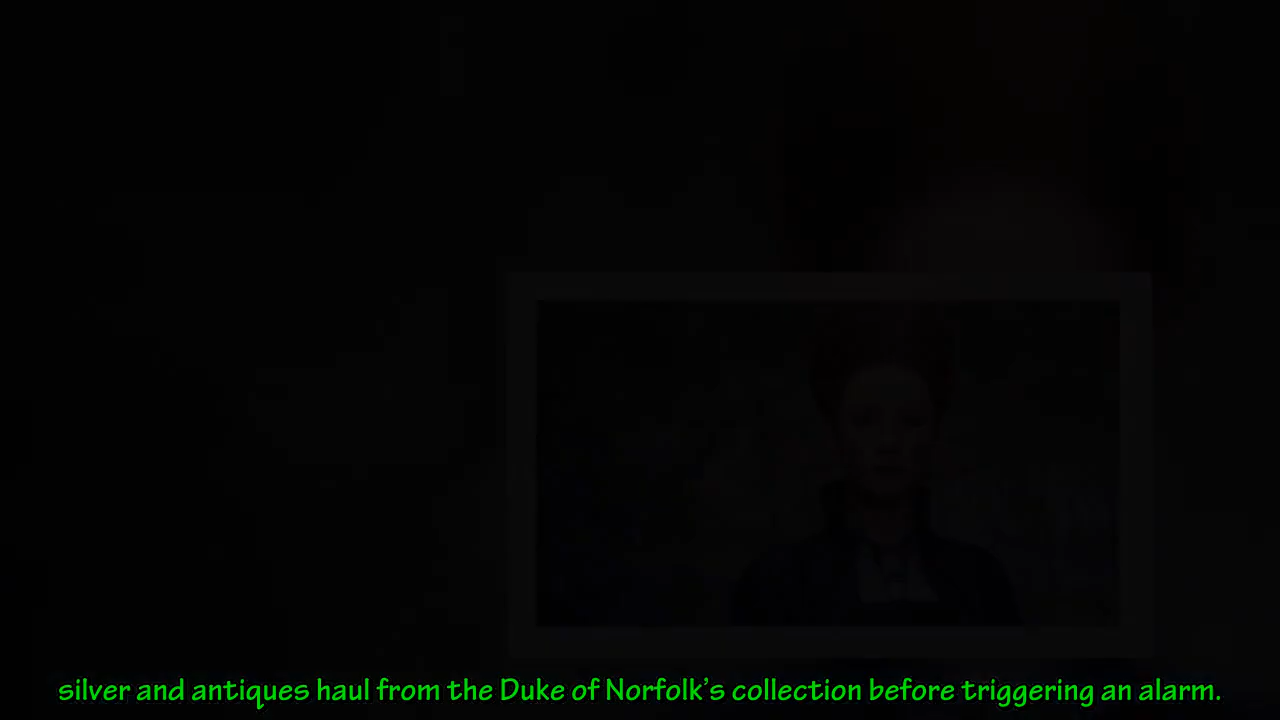 silver and antiques haul from the Duke of Norfolk’s collection before triggering an alarm.